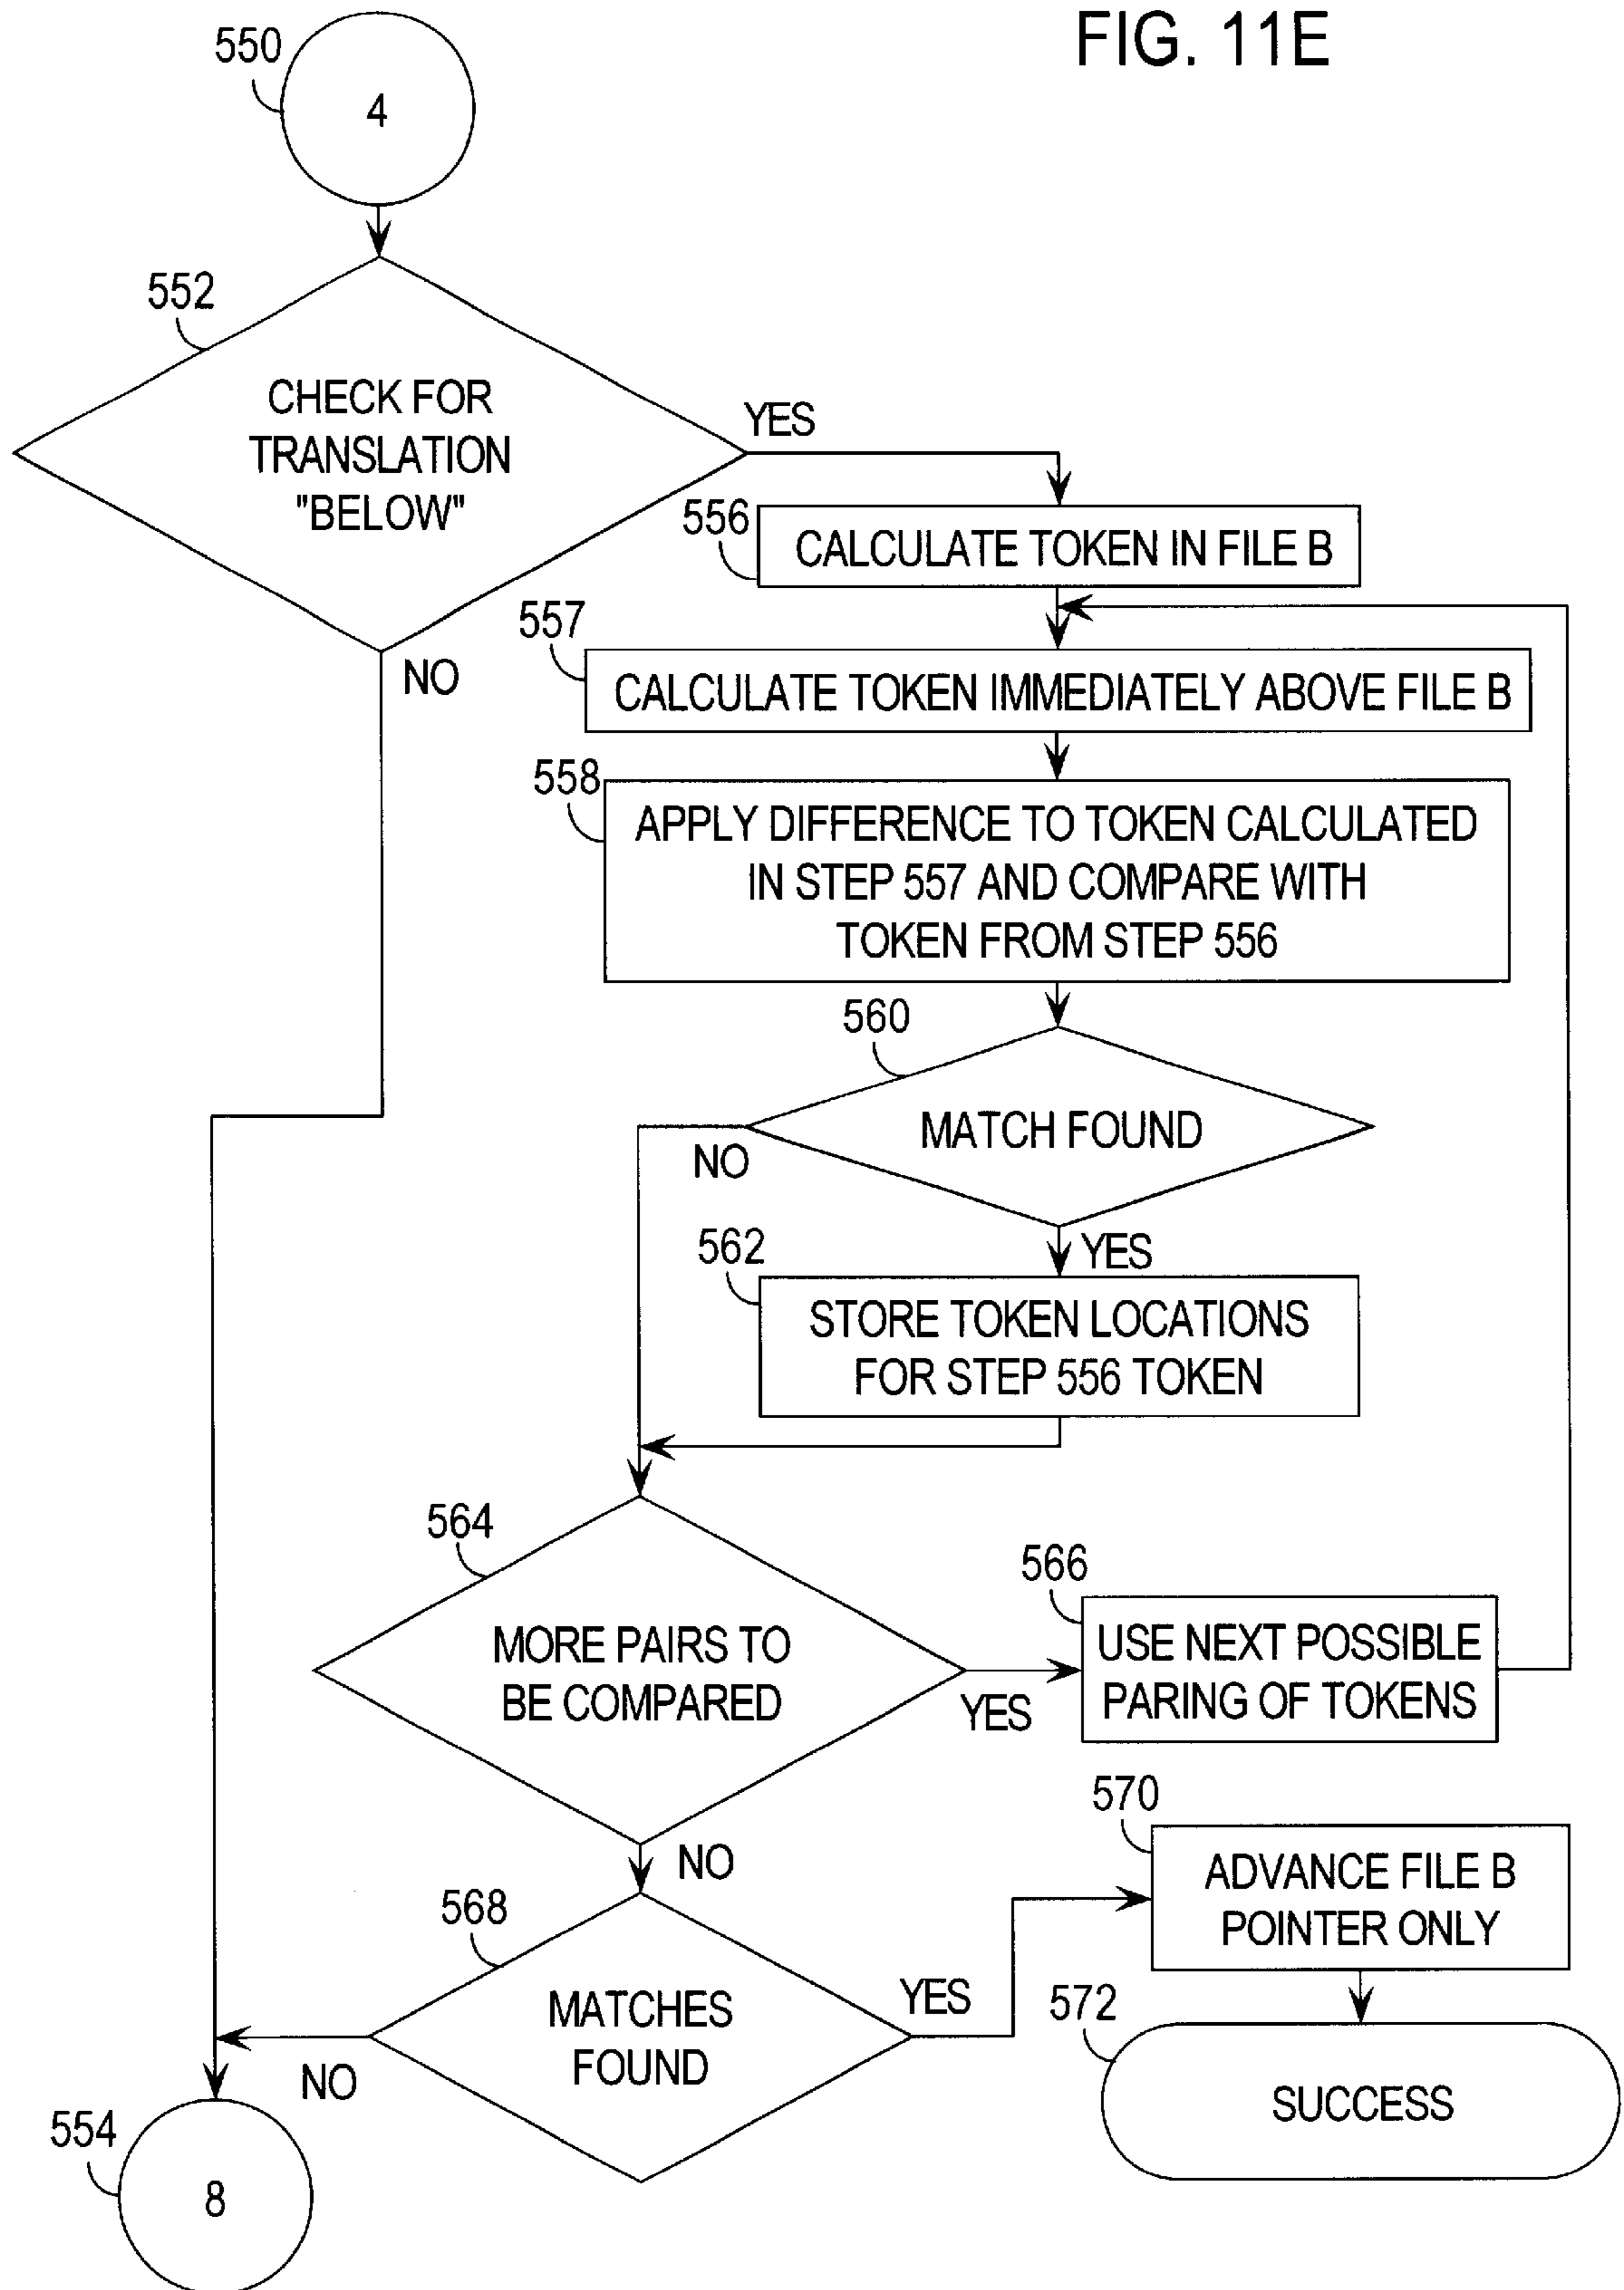 FIG. 11E
550
4
552
CHECK FOR
TRANSLATION
"BELOW"
YES
NO
556
CALCULATE TOKEN IN FILE B
557
CALCULATE TOKEN IMMEDIATELY ABOVE FILE B
558
APPLY DIFFERENCE TO TOKEN CALCULATED
IN STEP 557 AND COMPARE WITH
TOKEN FROM STEP 556
560
MATCH FOUND
NO
YES
562
STORE TOKEN LOCATIONS
FOR STEP 556 TOKEN
564
MORE PAIRS TO
BE COMPARED
YES
NO
566
USE NEXT POSSIBLE
PARING OF TOKENS
568
MATCHES
FOUND
YES
NO
570
ADVANCE FILE B
POINTER ONLY
572
SUCCESS
554
8